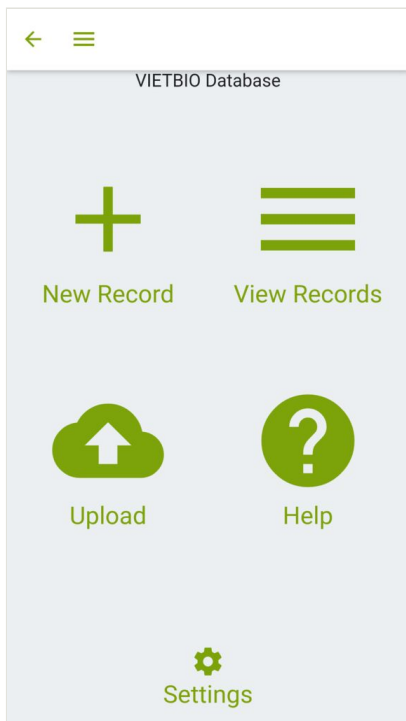 VIETBIO Database
New Record
View Records
Upload
Help
Settings